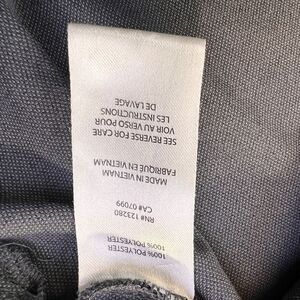 100% POLYESTER
100% POLYESTER
RN# 123280
CA# 07099
MADE IN VIETNAM
FABRIQUÉ EN VIETNAM
SEE REVERSE FOR CARE
VOIR AU VERSO POUR
LES INSTRUCTIONS
DE LAVAGE